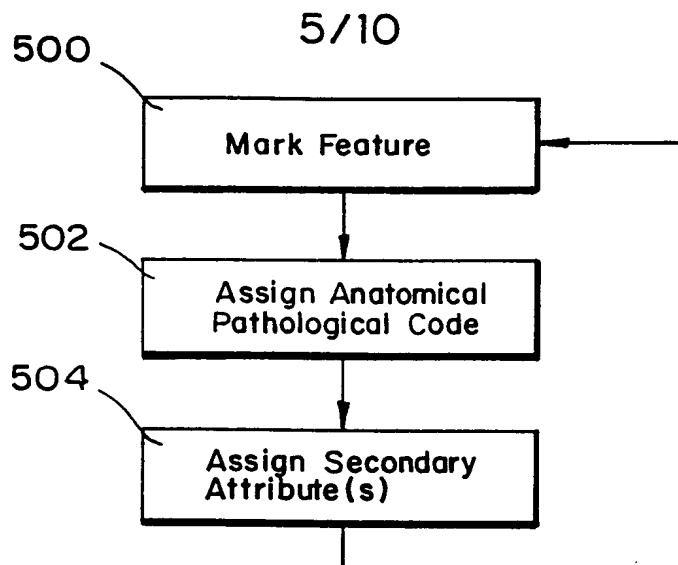 5/10
500
Mark Feature
502
Assign Anatomical
Pathological Code
504
Assign Secondary
Attribute(s)